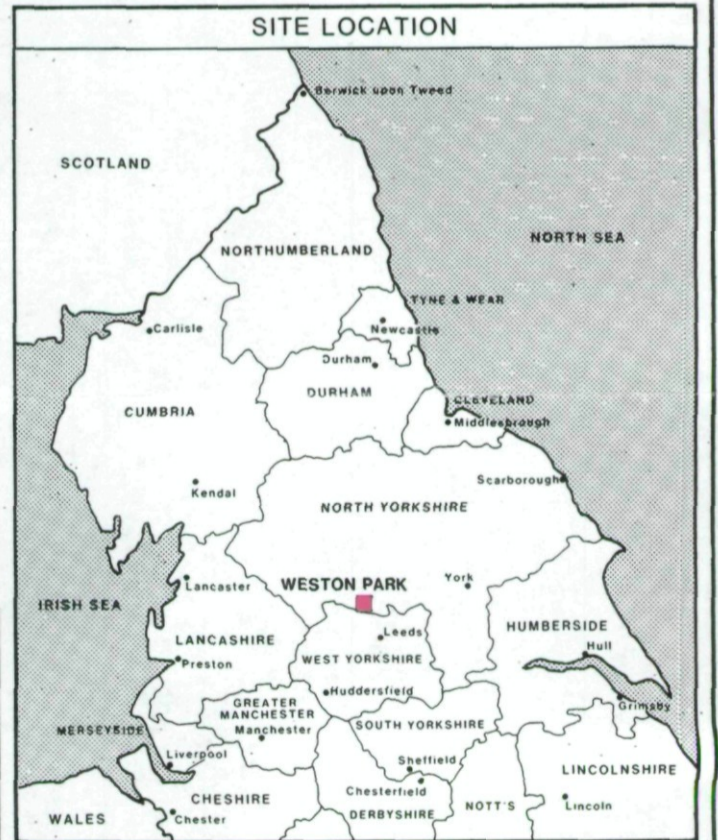 SITE LOCATION
Berwick upon Tweed
SCOTLAND
NORTH SEA
NORTHUMBERLAND
TYNE & WEAR
Carlisle
Newcastle
Durham
DURHAM
CLEVELAND
CUMBRIA
Middlesbrough
Scarborough
Kendal
NORTH YORKSHIRE
WESTON PARK
York
Lancaster
IRISH SEA
HUMBERSIDE
Leeds
LANCASHIRE
Hull
WEST YORKSHIRE
Preston
Huddersfield
GREATER
MANCHESTER
Grimsby
SOUTH YORKSHIRE
MERSEYSIDE
Manchester
Liverpool
Sheffield
LINCOLNSHIRE
Chesterfield
CHESHIRE
NOTT'S
Lincoln
DERBYSHIRE
WALES
Chester